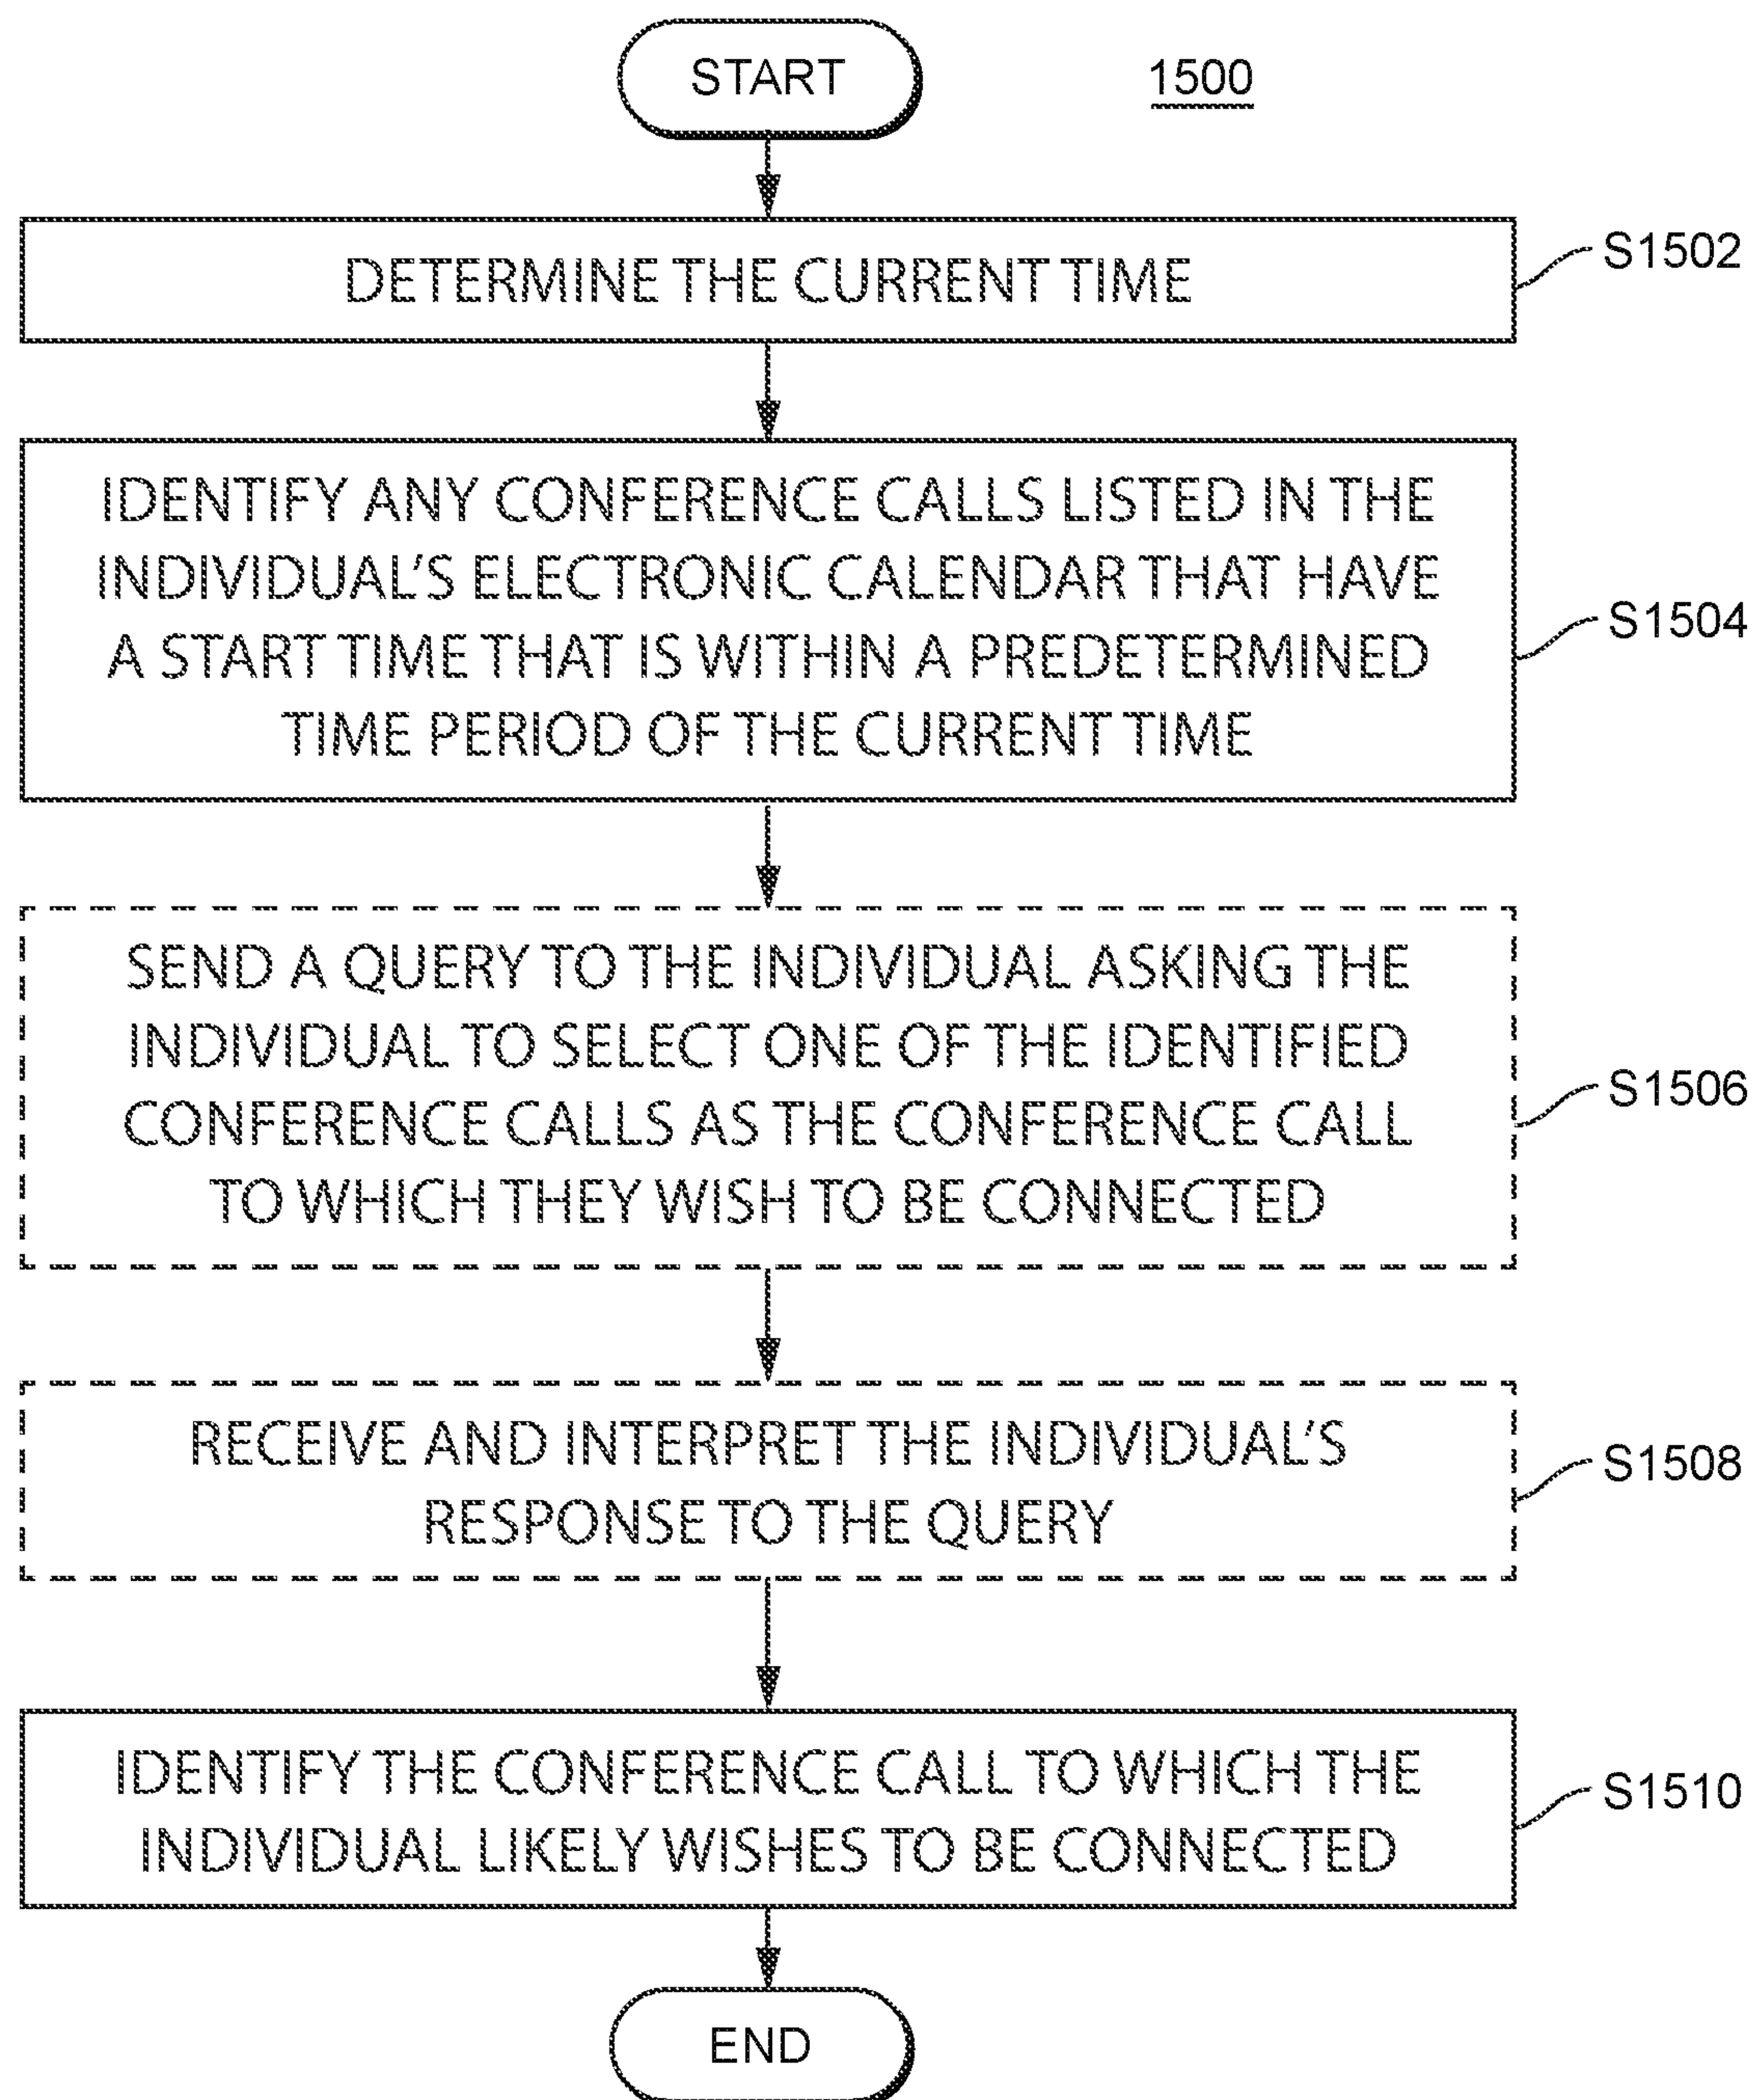 START
1500
DETERMINE THE CURRENT TIME
S1502
IDENTIFY ANY CONFERENCE CALLS LISTED IN THE
INDIVIDUAL'S ELECTRONIC CALENDAR THAT HAVE
A START TIME THAT IS WITHIN A PREDETERMINED
TIME PERIOD OF THE CURRENT TIME
S1504
SEND A QUERY TO THE INDIVIDUAL ASKING THE
INDIVIDUAL TO SELECT ONE OF THE IDENTIFIED
CONFERENCE CALLS AS THE CONFERENCE CALL
TO WHICH THEY WISH TO BE CONNECTED
S1506
RECEIVE AND INTERPRET THE INDIVIDUAL'S
RESPONSE TO THE QUERY
S1508
IDENTIFY THE CONFERENCE CALL TO WHICH THE
INDIVIDUAL LIKELY WISHES TO BE CONNECTED
S1510
END